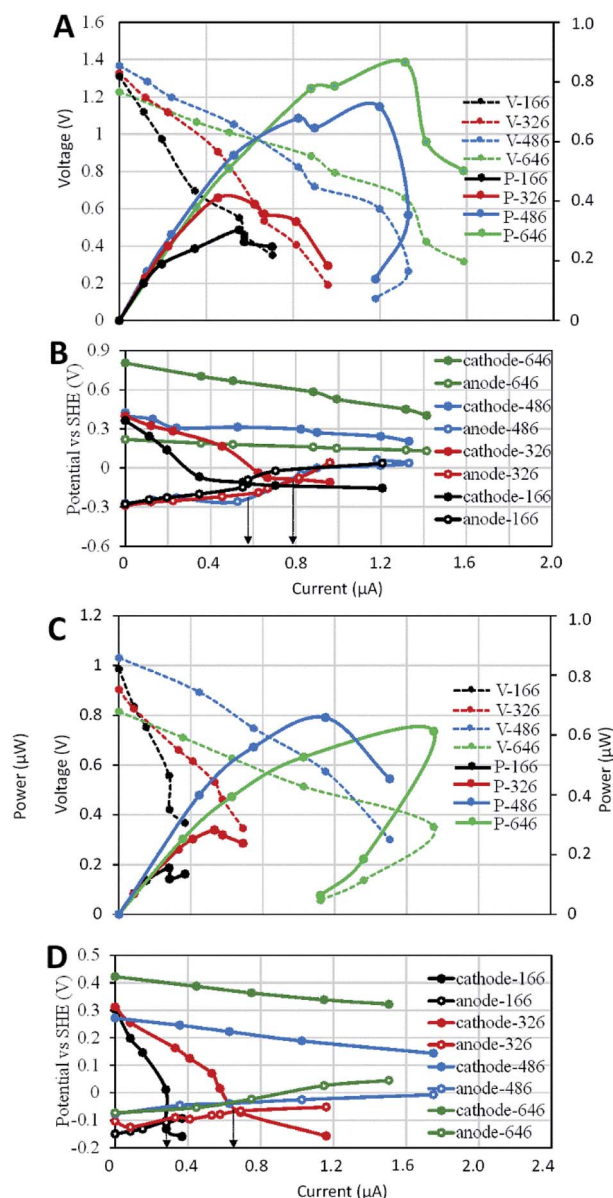 A
1.6
1.4
1.2
1
0.8
0.6
0.4
0.2
0
Voltage (V)
1.0
0.8
0.6
0.4
0.2
0
V-166
V-326
V-486
V-646
P-166
P-326
P-486
P-646
B
0.9
0.6
0.3
0
-0.3
-0.6
Potential vs SHE (V)
cathode-646
anode-646
cathode-486
anode-486
cathode-326
anode-326
cathode-166
anode-166
0.0
0.4
0.8
1.2
1.6
2.0
Current (µA)
C
1.2
1
0.8
0.6
0.4
0.2
0
Power (µW)
Voltage (V)
1.0
0.8
0.6
0.4
0.2
0
Power (µW)
V-166
V-326
V-486
V-646
P-166
P-326
P-486
P-646
D
0.5
0.4
0.3
0.2
0.1
0
-0.1
-0.2
Potential vs SHE (V)
cathode-166
anode-166
cathode-326
anode-326
cathode-486
anode-486
cathode-646
anode-646
0.0
0.4
0.8
1.2
1.6
2.0
2.4
Current (µA)